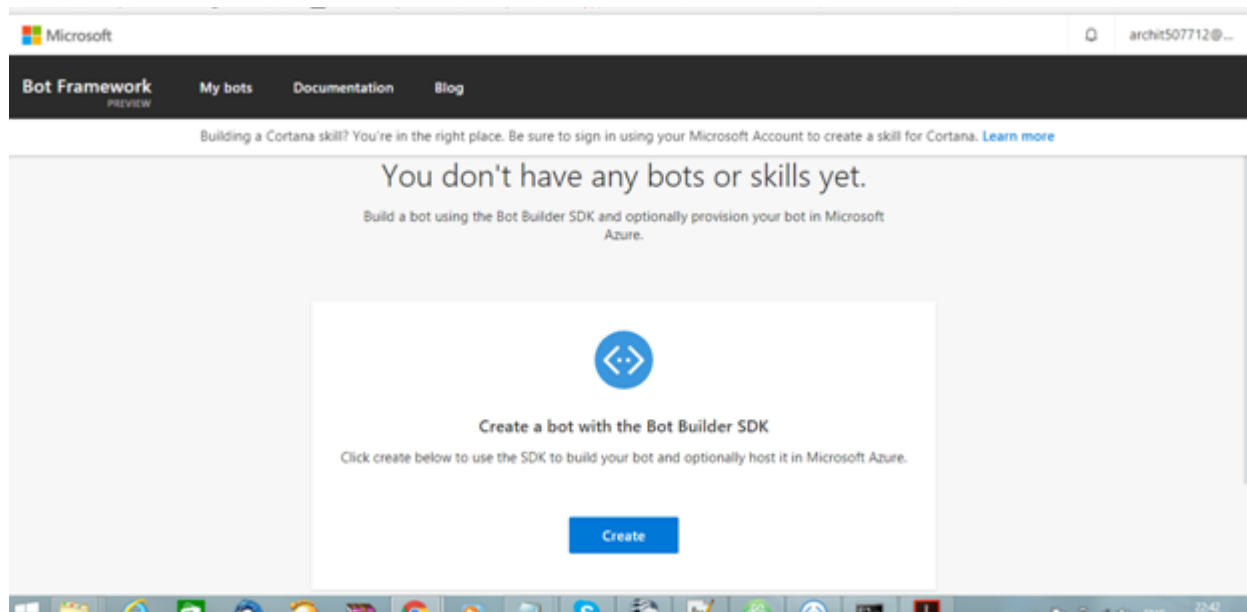 Microsoft
archit507712@...
Bot Framework
PREVIEW
My bots
Documentation
Blog
Building a Cortana skill? You're in the right place. Be sure to sign in using your Microsoft Account to create a skill for Cortana. Learn more
You don't have any bots or skills yet.
Build a bot using the Bot Builder SDK and optionally provision your bot in Microsoft
Azure.
Create a bot with the Bot Builder SDK
Click create below to use the SDK to build your bot and optionally host it in Microsoft Azure.
Create
22:42